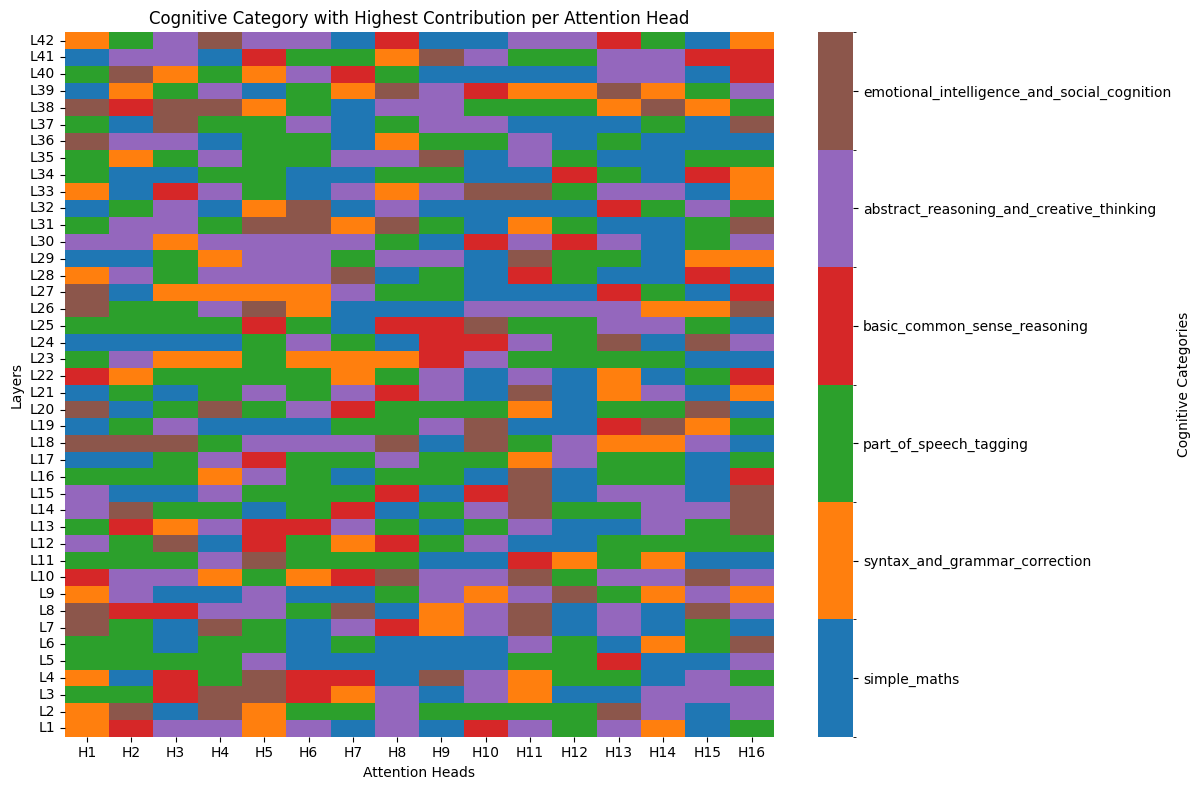 Cognitive Category with Highest Contribution per Attention Head
Layers
L42
L41
L40
L39
L38
L37
L36
L35
L34
L33
L32
L31
L30
L29
L28
L27
L26
L25
L24
L23
L22
L21
L20
L19
L18
L17
L16
L15
L14
L13
L12
L11
L10
L9
L8
L7
L6
L5
L4
L3
L2
L1
H1 H2 H3 H4 H5 H6 H7 H8 H9 H10 H11 H12 H13 H14 H15 H16
Attention Heads
emotional_intelligence_and_social_cognition
abstract_reasoning_and_creative_thinking
basic_common_sense_reasoning
part_of_speech_tagging
syntax_and_grammar_correction
simple_maths
Cognitive Categories